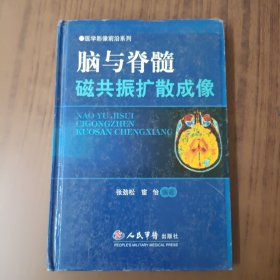 ●医学影像前沿系列
脑与脊髓
磁共振扩散成像
NAO YU JISUI
CIGONGZHEN
KUOSAN CHENGXIANG
张劲松 宦怡
人民军医出版社
PEOPLE'S MILITARY MEDICAL PRESS